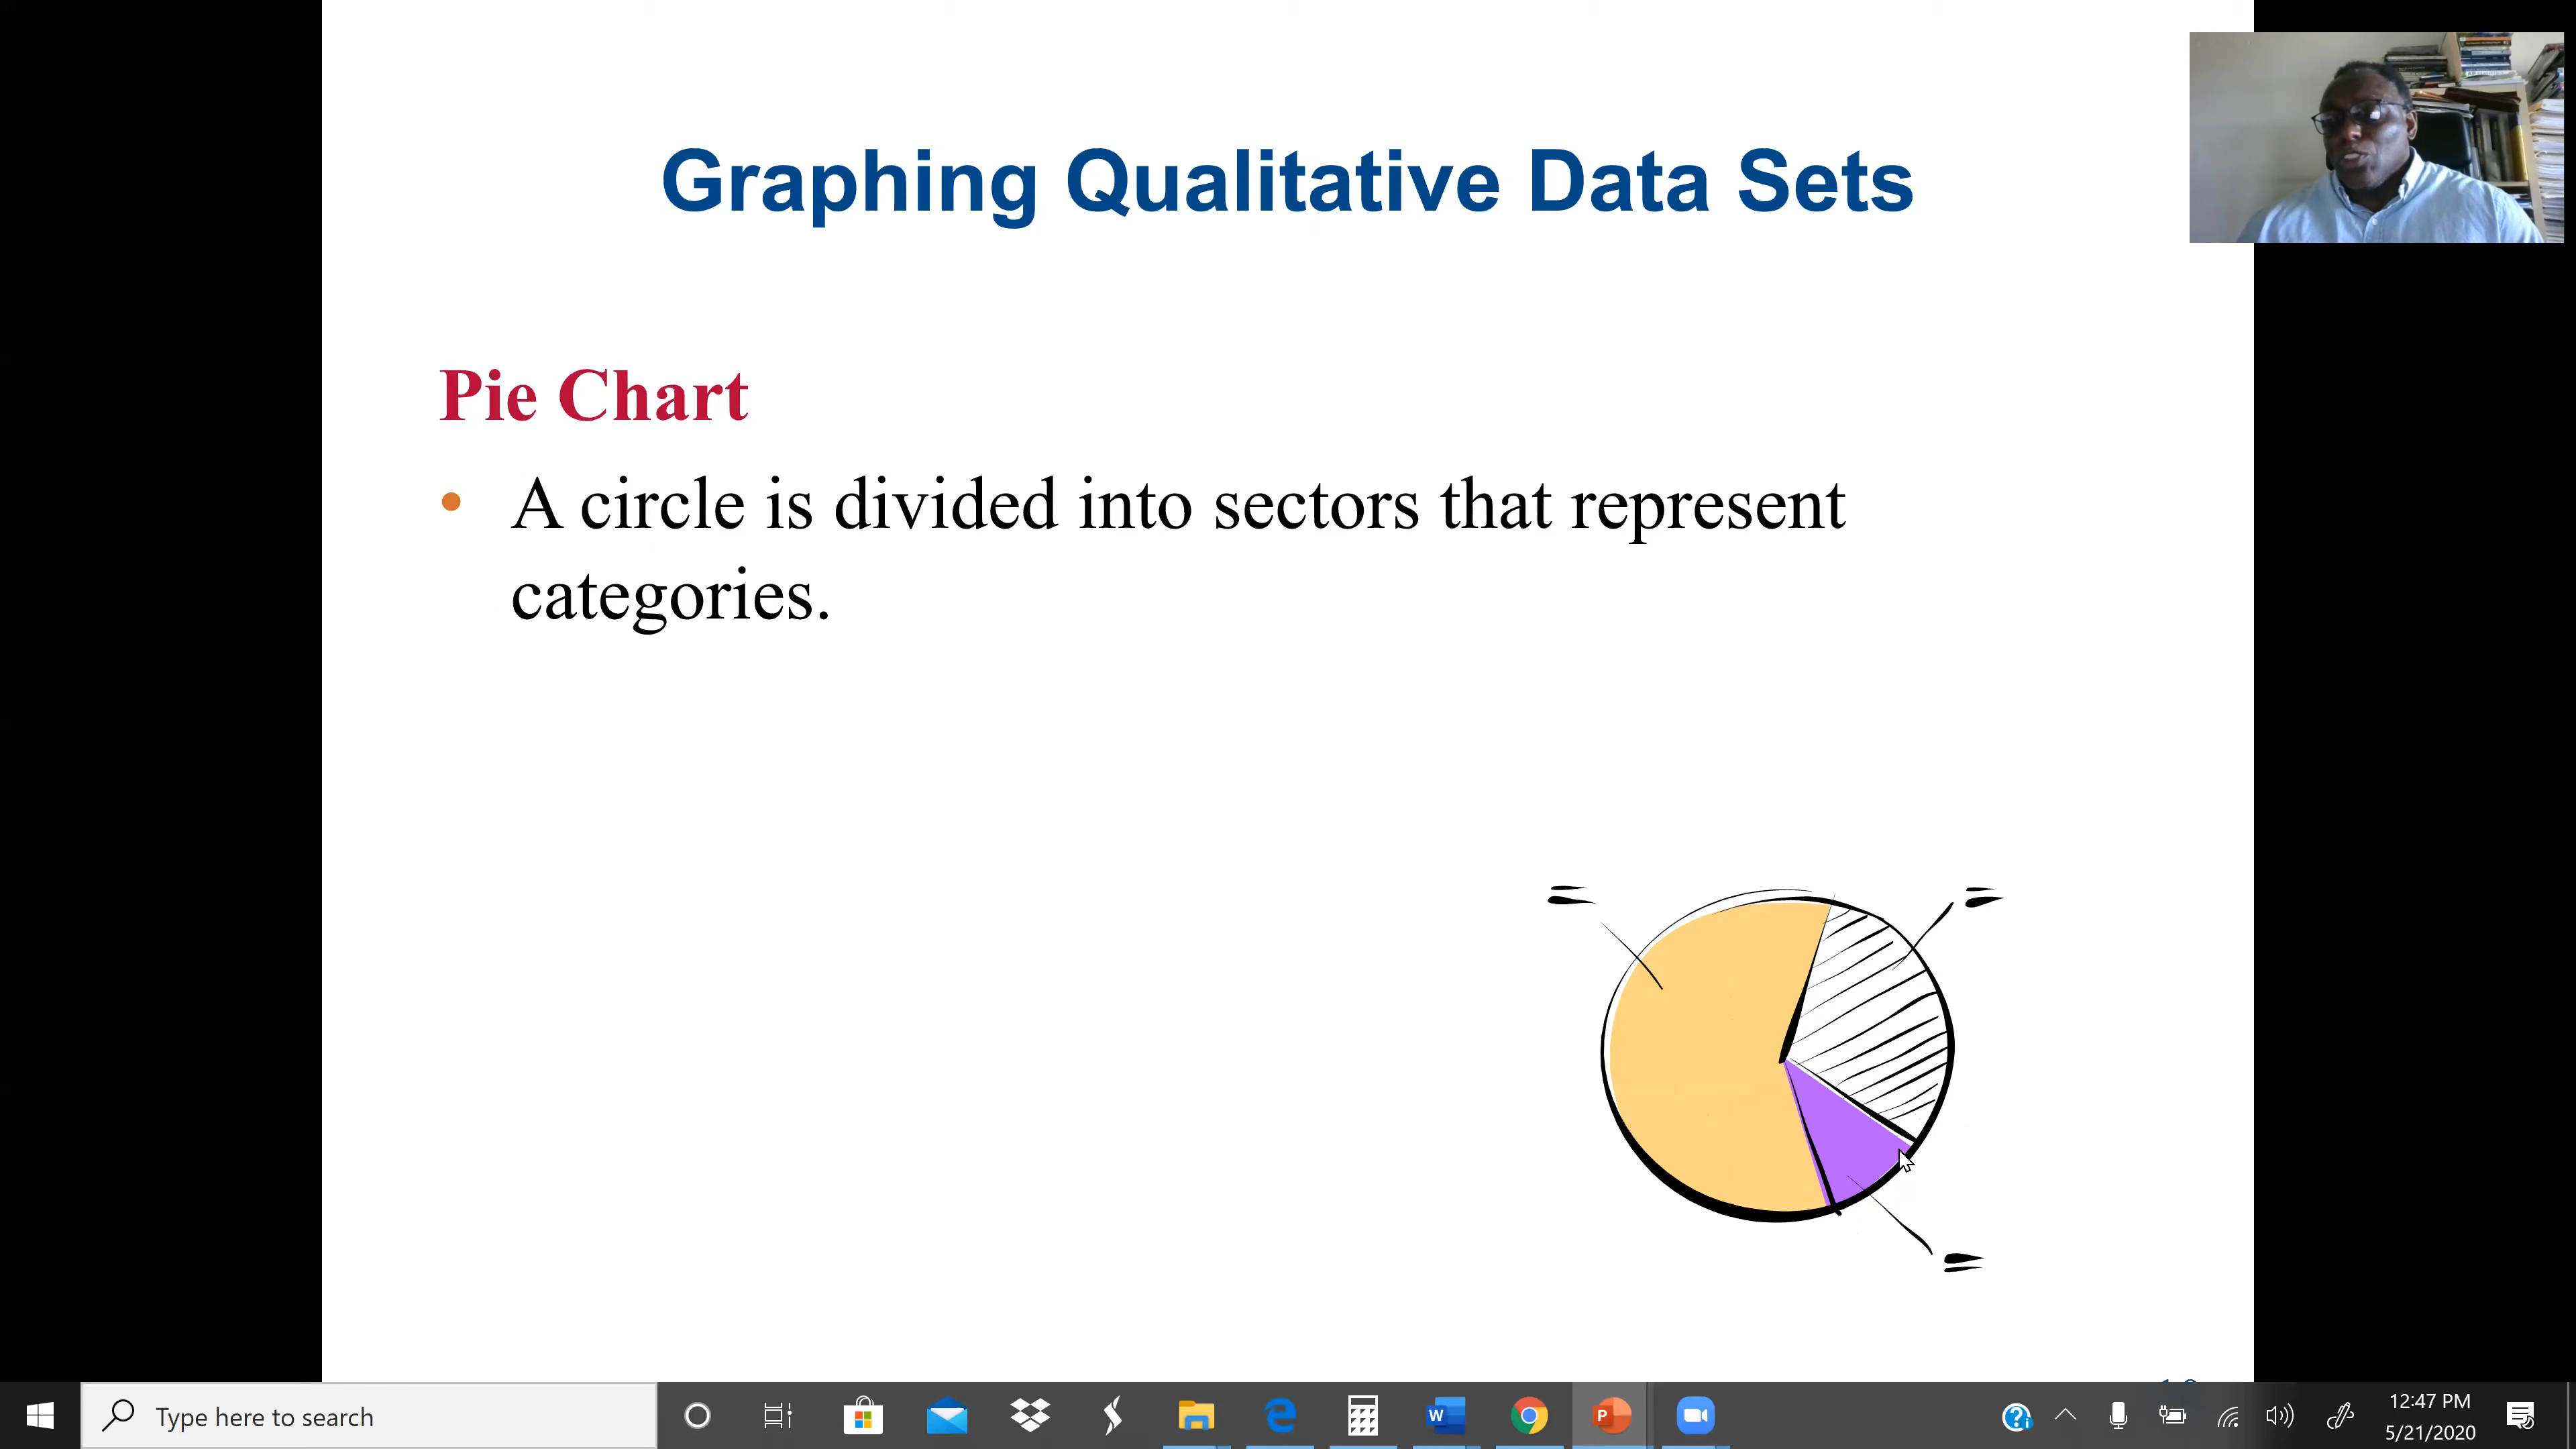 Graphing Qualitative Data Sets
Pie Chart
• A circle is divided into sectors that represent
categories.
Type here to search
12:47 PM
5/21/2020